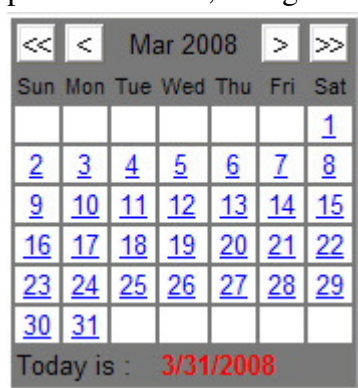 << < Mar 2008 > >>
Sun Mon Tue Wed Thu Fri Sat
1
2 3 4 5 6 7 8
9 10 11 12 13 14 15
16 17 18 19 20 21 22
23 24 25 26 27 28 29
30 31
Today is : 3/31/2008